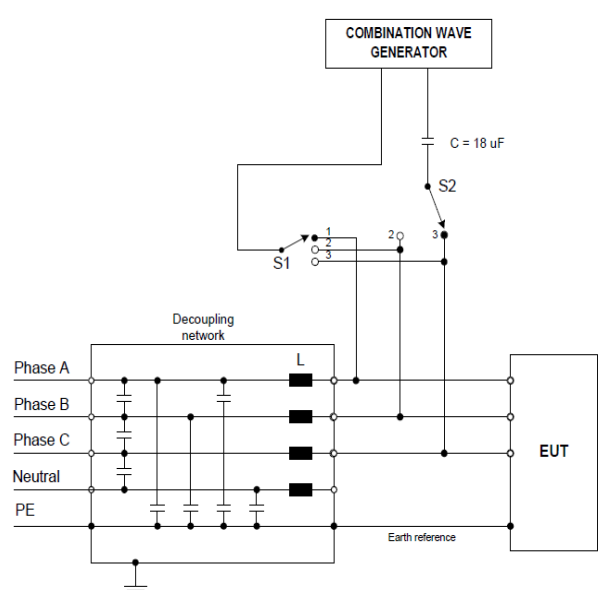 COMBINATION WAVE
GENERATOR
C = 18 uF
S2
1
2
3
2
3
S1
Decoupling
network
L
Phase A
Phase B
Phase C
Neutral
PE
EUT
Earth reference